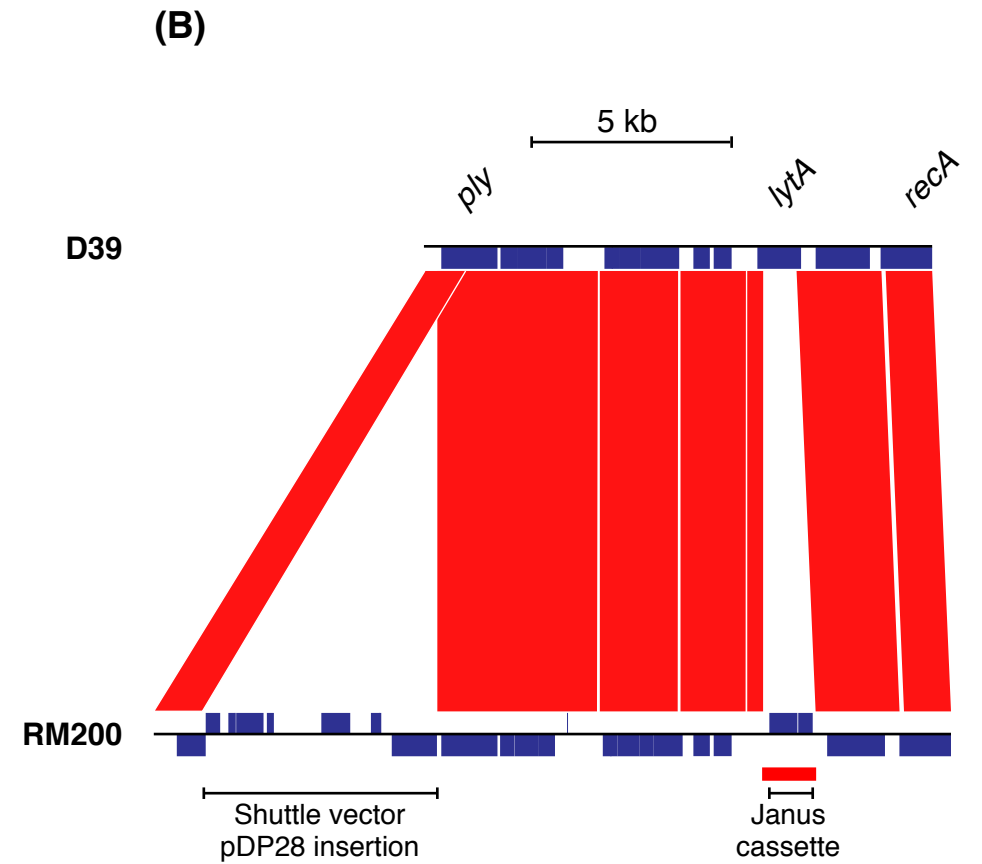 (B)
5 kb
ply
lytA
recA
D39
RM200
Shuttle vector
pDP28 insertion
Janus
cassette